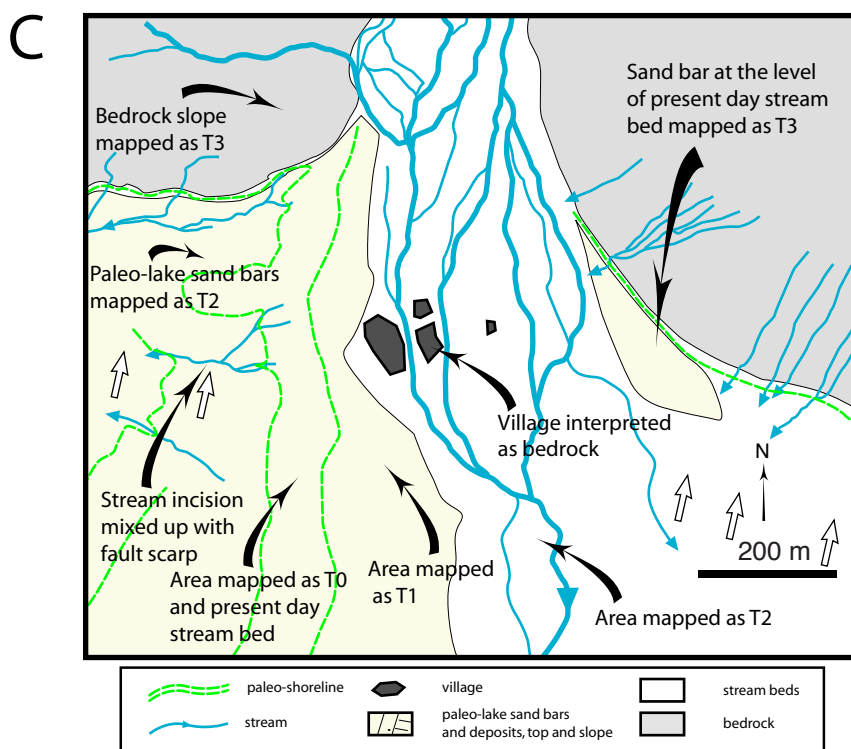 C
Bedrock slope
mapped as T3
Sand bar at the level
of present day stream
bed mapped as T3
Paleo-lake sand bars
mapped as T2
Village interpreted
as bedrock
N
Stream incision
mixed up with
fault scarp
200 m
Area mapped as T0
and present day
stream bed
Area mapped
as T1
Area mapped as T2
paleo-shoreline
village
stream beds
stream
paleo-lake sand bars
and deposits, top and slope
bedrock